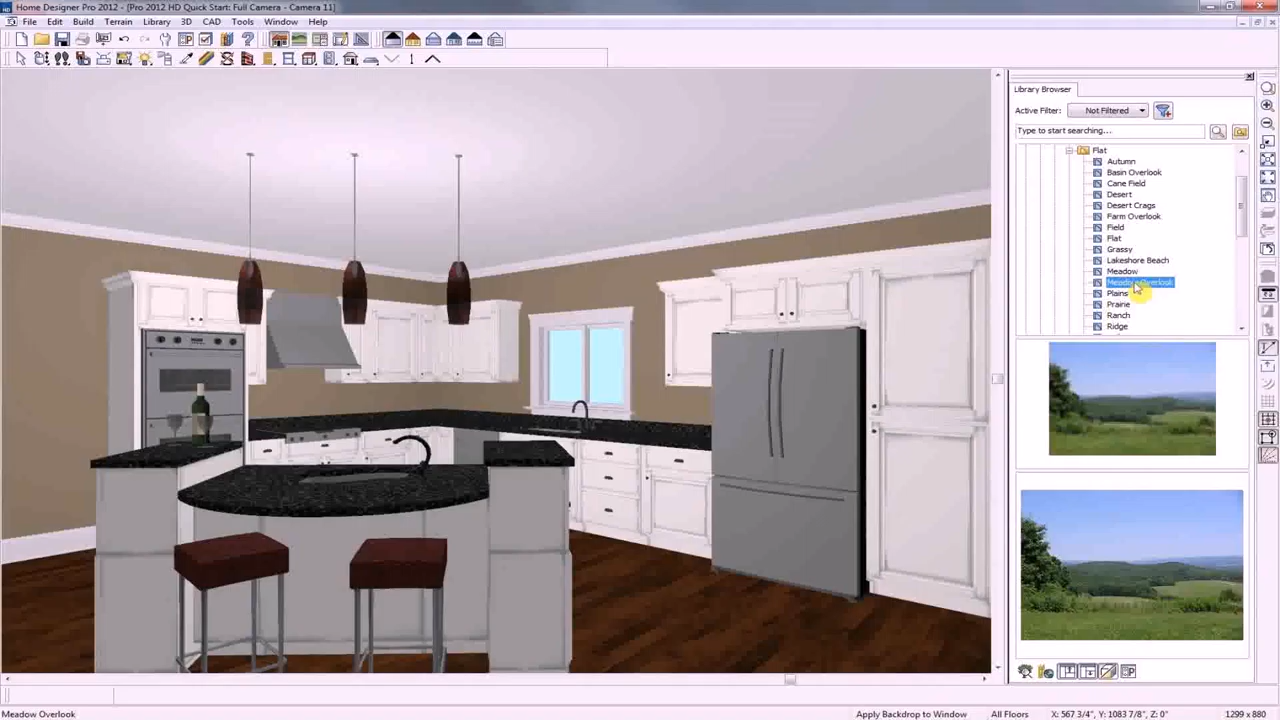 Home Designer Pro 2012 - [Pro 2012 HD Quick Start: Full Camera - Camera 11]
File Edit Build Terrain Library 3D CAD Tools Window Help
Library Browser
Active Filter: Not Filtered
Type to start searching...
Flat
Autumn
Basin Overlook
Cane Field
Desert
Desert Crags
Farm Overlook
Field
Flat
Grassy
Lakeshore Beach
Meadow
Meadow Overlook
Plains
Prairie
Ranch
Ridge
Meadow Overlook Apply Backdrop to Window All Floors X: 567 3/4", Y: 1083 7/8", Z: 0" 1299 x 880